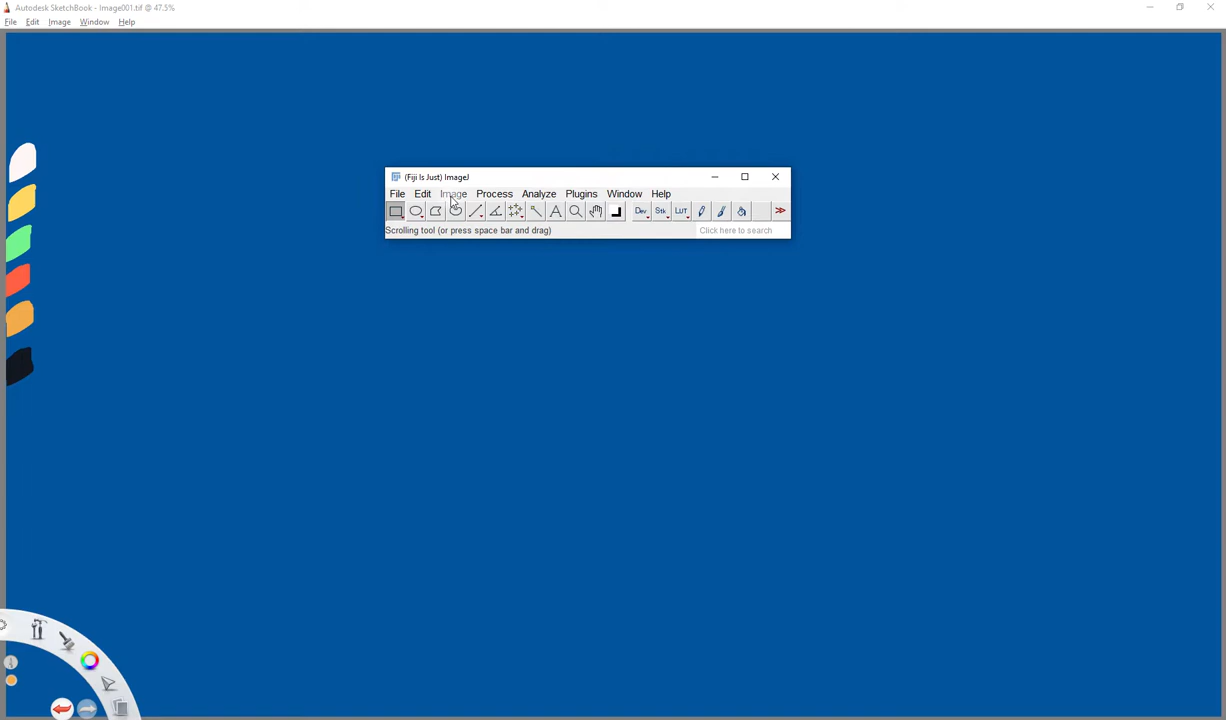 Autodesk SketchBook - Image001.tif @ 47.5%
File Edit Image Window Help
(Fiji Is Just) ImageJ
File Edit Image Process Analyze Plugins Window Help
A Dev Stk LUT
Scrolling tool (or press space bar and drag) Click here to search